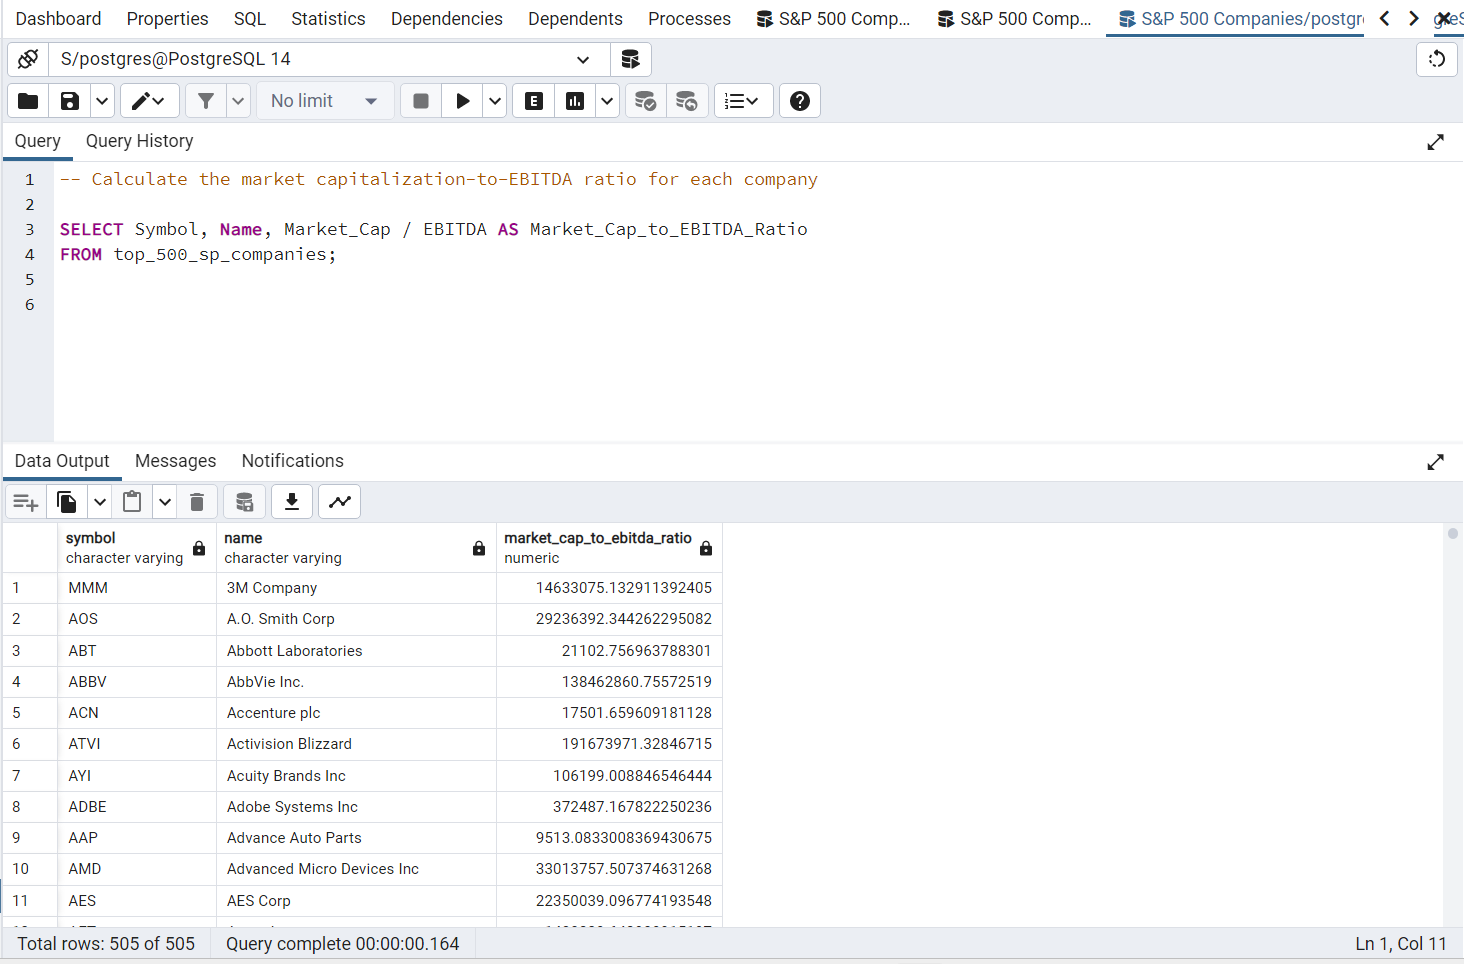 Dashboard Properties SQL Statistics Dependencies Dependents Processes S&P 500 Comp... S&P 500 Comp... S&P 500 Companies/postgr
S/postgres@PostgreSQL 14
No limit
E
Query Query History
1 -- Calculate the market capitalization-to-EBITDA ratio for each company
2
3 SELECT Symbol, Name, Market_Cap / EBITDA AS Market_Cap_to_EBITDA_Ratio
4 FROM top_500_sp_companies;
5
6
Data Output Messages Notifications
symbol name market_cap_to_ebitda_ratio
character varying character varying numeric
1 MMM 3M Company 14633075.132911392405
2 AOS A.O. Smith Corp 29236392.344262295082
3 ABT Abbott Laboratories 21102.756963788301
4 ABBV AbbVie Inc. 138462860.75572519
5 ACN Accenture plc 17501.659609181128
6 ATVI Activision Blizzard 191673971.32846715
7 AYI Acuity Brands Inc 106199.008846546444
8 ADBE Adobe Systems Inc 372487.167822250236
9 AAP Advance Auto Parts 9513.0833008369430675
10 AMD Advanced Micro Devices Inc 33013757.507374631268
11 AES AES Corp 22350039.096774193548
Total rows: 505 of 505 Query complete 00:00:00.164 Ln 1, Col 11